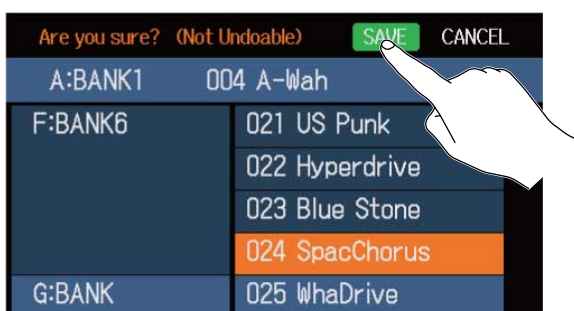 Are you sure? (Not Undoable) SAVE CANCEL
A:BANK1 004 A-Wah
F:BANK6 021 US Punk
022 Hyperdrive
023 Blue Stone
024 SpacChorus
G:BANK 025 WhaDrive